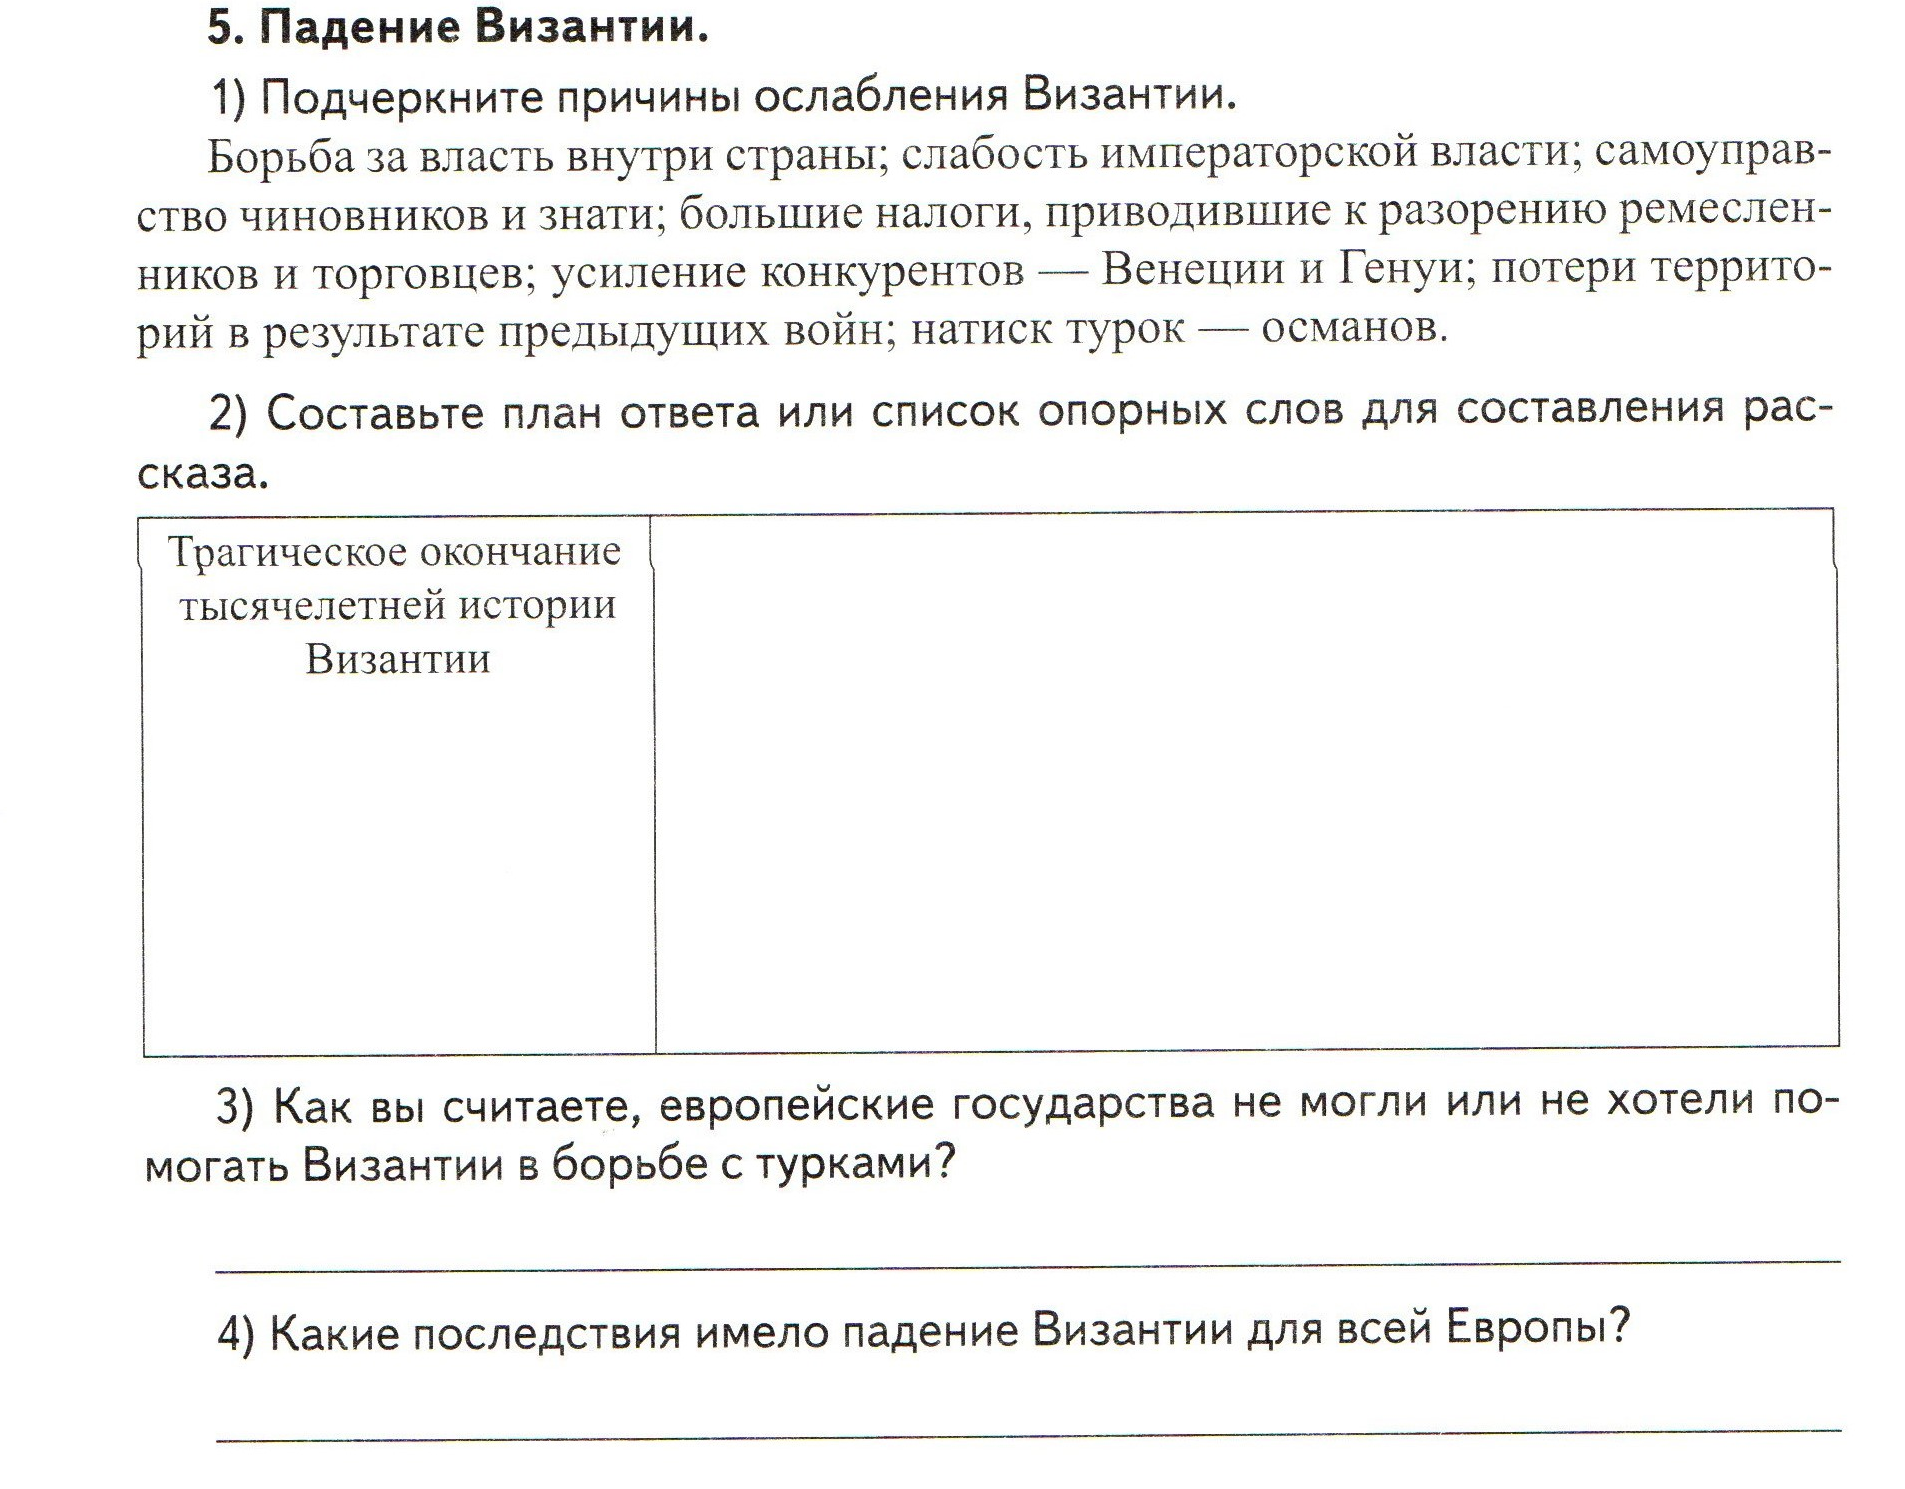 5. Падение Византии.
1) Подчеркните причины ослабления Византии.
Борьба за власть внутри страны; слабость императорской власти; самоуправ-
ство чиновников и знати; большие налоги, приводившие к разорению ремеслен-
ников и торговцев; усиление конкурентов — Венеции и Генуи; потери террито-
рий в результате предыдущих войн; натиск турок — османов.
2) Составьте план ответа или список опорных слов для составления рас-
сказа.
Трагическое окончание
тысячелетней истории
Византии
3) Как вы считаете, европейские государства не могли или не хотели по-
могать Византии в борьбе с турками?
4) Какие последствия имело падение Византии для всей Европы?